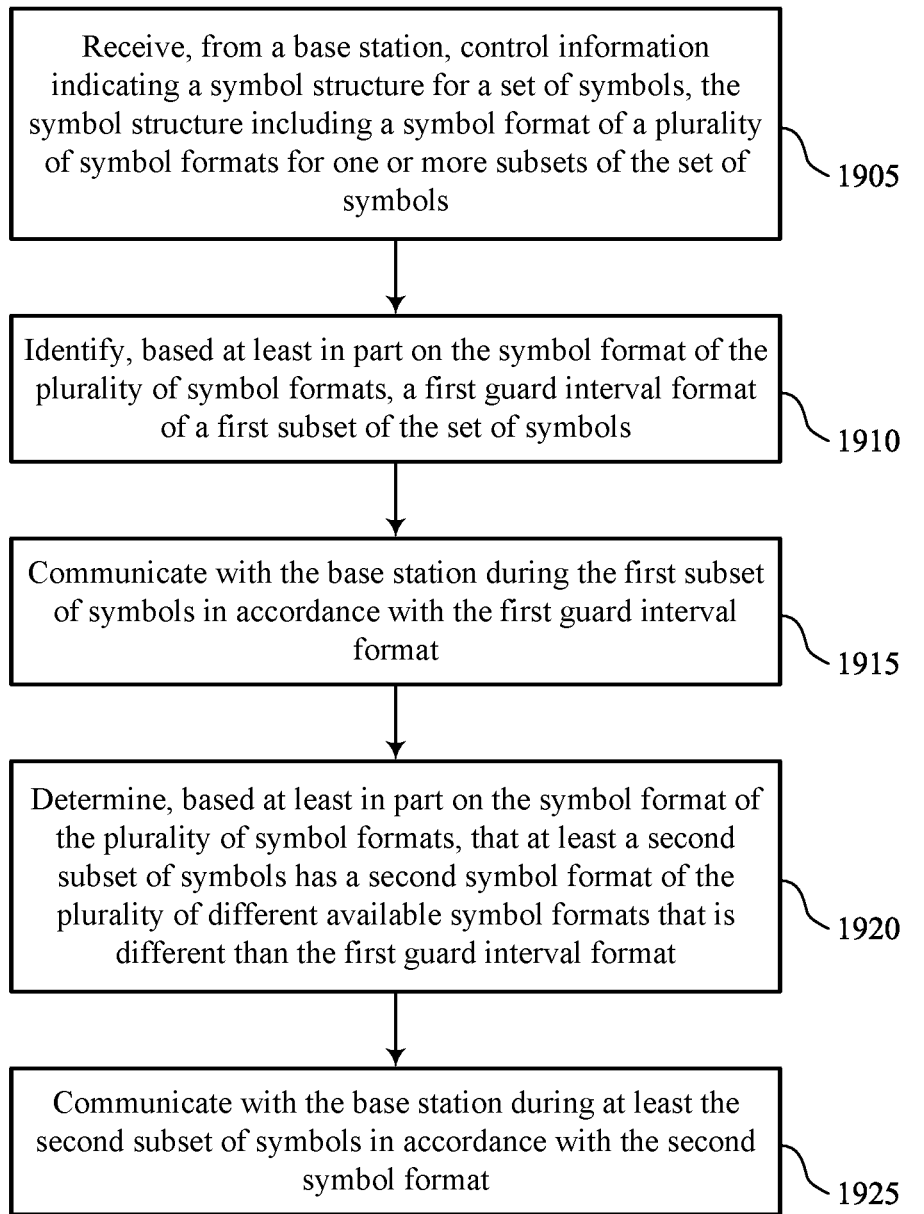 Receive, from a base station, control information
indicating a symbol structure for a set of symbols, the
symbol structure including a symbol format of a plurality
of symbol formats for one or more subsets of the set of
symbols
1905
Identify, based at least in part on the symbol format of the
plurality of symbol formats, a first guard interval format
of a first subset of the set of symbols
1910
Communicate with the base station during the first subset
of symbols in accordance with the first guard interval
format
1915
Determine, based at least in part on the symbol format of
the plurality of symbol formats, that at least a second
subset of symbols has a second symbol format of the
plurality of different available symbol formats that is
different than the first guard interval format
1920
Communicate with the base station during at least the
second subset of symbols in accordance with the second
symbol format
1925